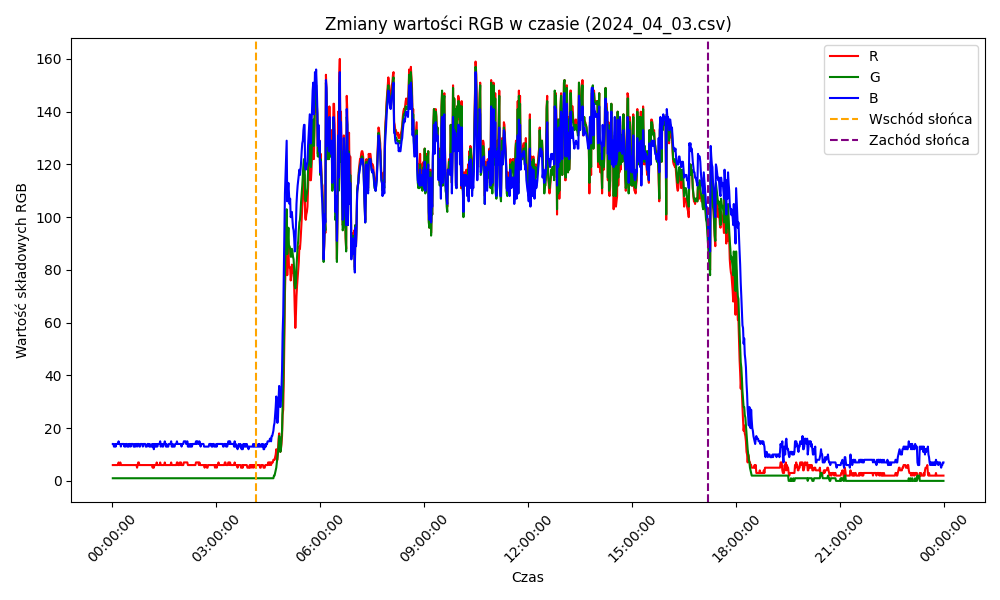 Zmiany wartości RGB w czasie (2024_04_03.csv)
R
G
B
Wschód słońca
Zachód słońca
Wartość składowych RGB
160
140
120
100
80
60
40
20
0
00:00:00
03:00:00
06:00:00
09:00:00
12:00:00
15:00:00
18:00:00
21:00:00
00:00:00
Czas